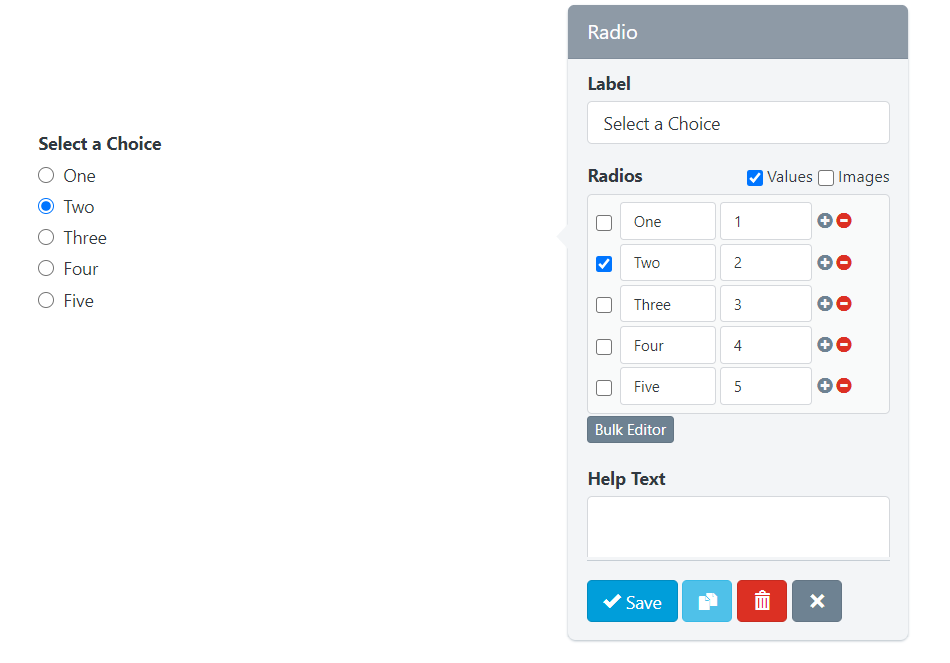 Select a Choice
One
Two
Three
Four
Five
Radio
Label
Select a Choice
Radios Values Images
One 1
Two 2
Three 3
Four 4
Five 5
Bulk Editor
Help Text
Save